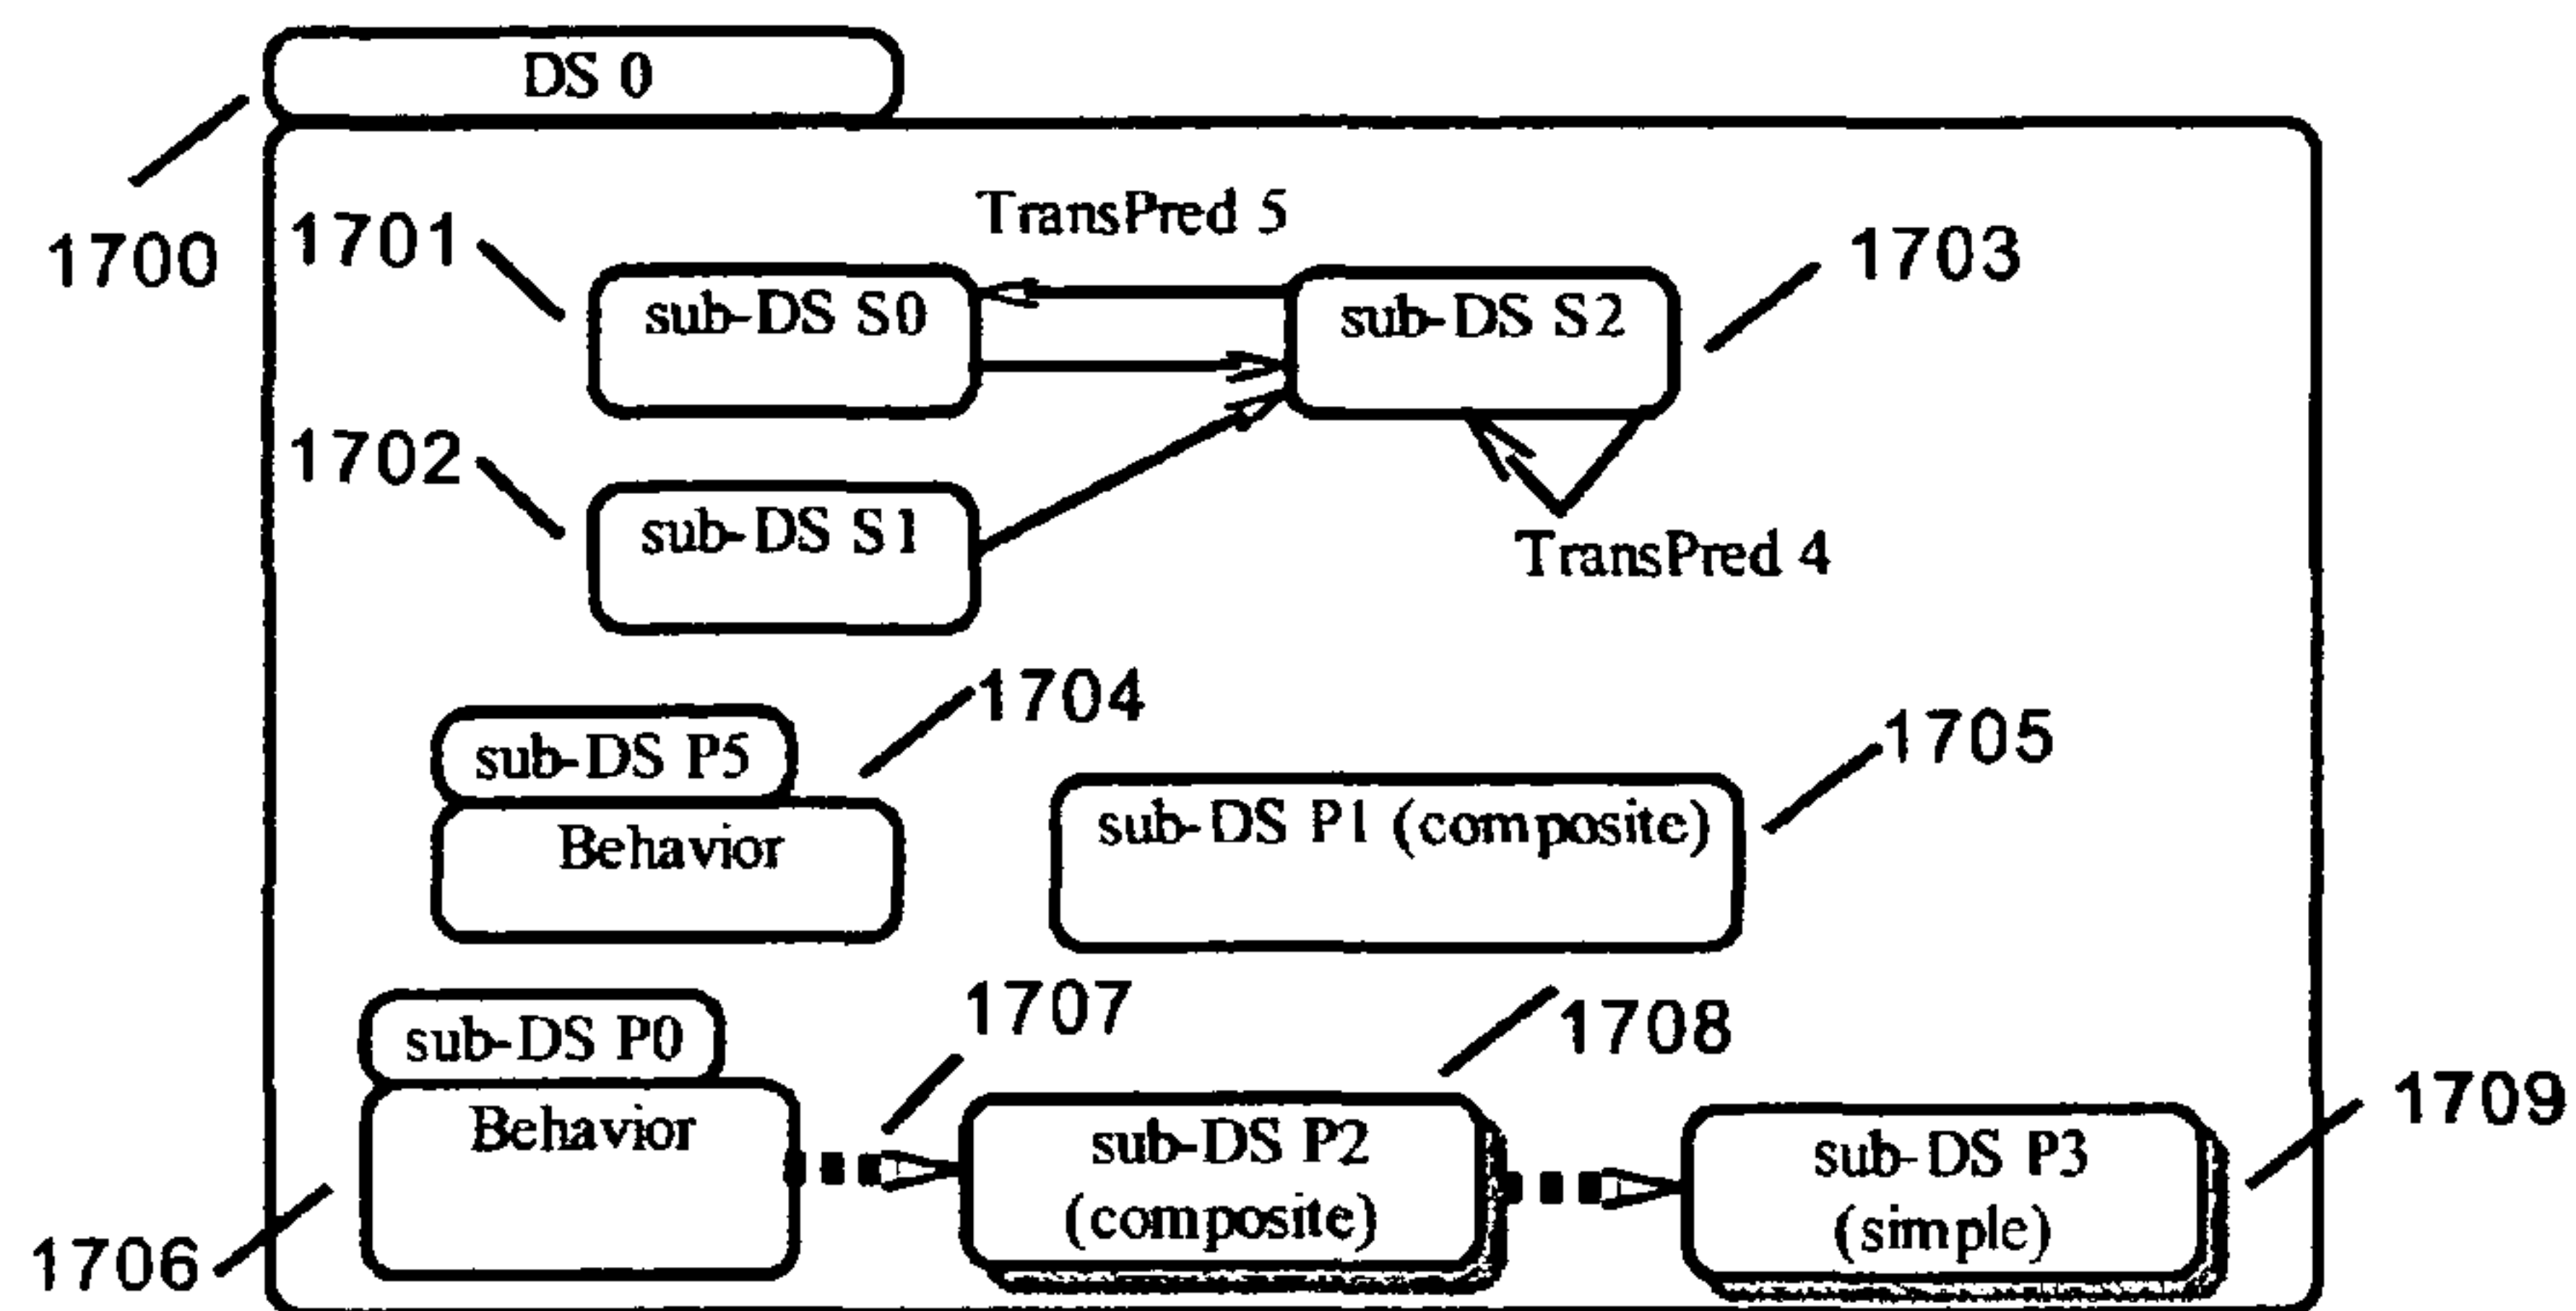 DS 0
1700
TransPred 5
1701
1703
sub-DS S0
sub-DS S2
1702
sub-DS S1
TransPred 4
1704
1705
sub-DS P5
Behavior
sub-DS P1 (composite)
1707
1708
sub-DS P0
1709
Behavior
sub-DS P2
(composite)
sub-DS P3
(simple)
1706